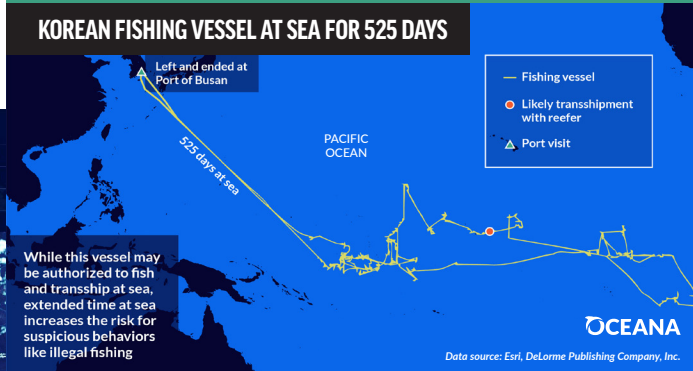 KOREAN FISHING VESSEL AT SEA FOR 525 DAYS
Left and ended at
Port of Busan
525 days at sea
PACIFIC
OCEAN
Fishing vessel
Likely transshipment
with reefer
Port visit
While this vessel may
be authorized to fish
and transship at sea,
extended time at sea
increases the risk for
suspicious behaviors
like illegal fishing
OCEANA
Data source: Esri, DeLorme Publishing Company, Inc.